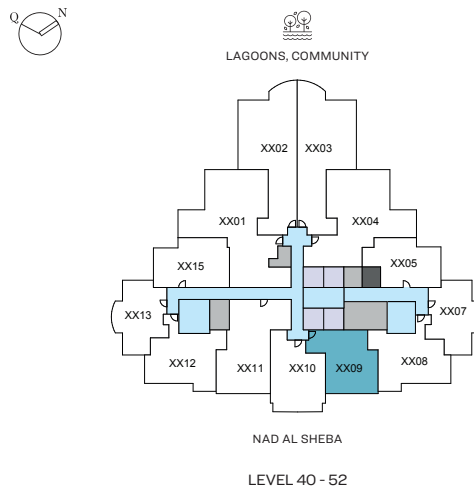 Q N
LAGOONS, COMMUNITY
XX02 XX03
XX01 XX04
XX15 XX05
XX13 XX07
XX12 XX11 XX10 XX09 XX08
NAD AL SHEBA
LEVEL 40 - 52